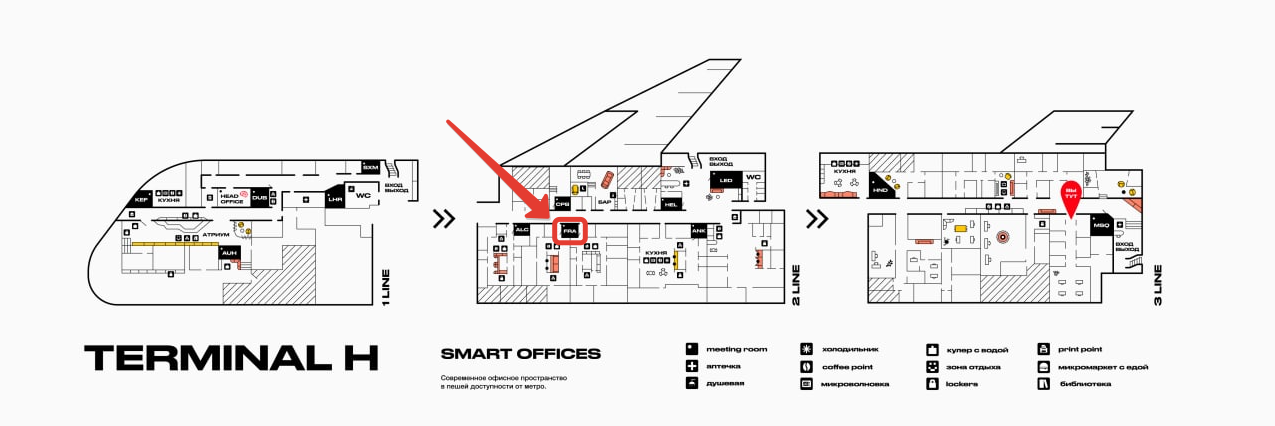 SXM
ВХОД
ВЫХОД
KEF
КУХНЯ
HEAD
OFFICE
DUB
LHR
WC
АТРИУМ
AUH
1 LINE
ВХОД
ВЫХОД
LED
WC
CPB
БАР
HEL
ALC
FRA
ANK
КУХНЯ
2 LINE
КУХНЯ
HND
ВЫ
ТУТ
MSQ
ВХОД
ВЫХОД
3 LINE
TERMINAL H
SMART OFFICES
Современное офисное пространство
в пешей доступности от метро.
meeting room
аптечка
душевая
холодильник
coffee point
микроволновка
кулер с водой
зона отдыха
lockers
print point
микромаркет с едой
библиотека